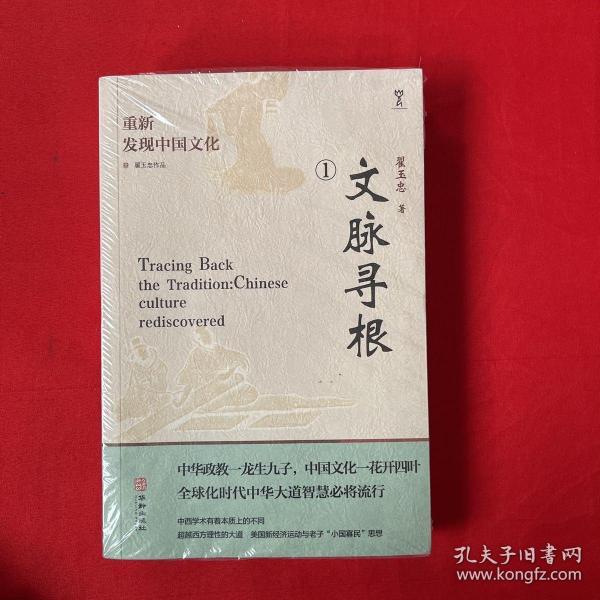 重新
发现中国文化
翟玉忠作品
①
文脉寻根
翟玉忠 著
Tracing Back
the Tradition:Chinese
culture
rediscovered
中华政教一龙生九子，中国文化一花开四叶
全球化时代中华大道智慧必将流行
中西学术有着本质上的不同
超越西方理性的大道 美国新经济运动与老子“小国寡民”思想
华龄出版社
孔夫子旧书网
www.kongfz.com